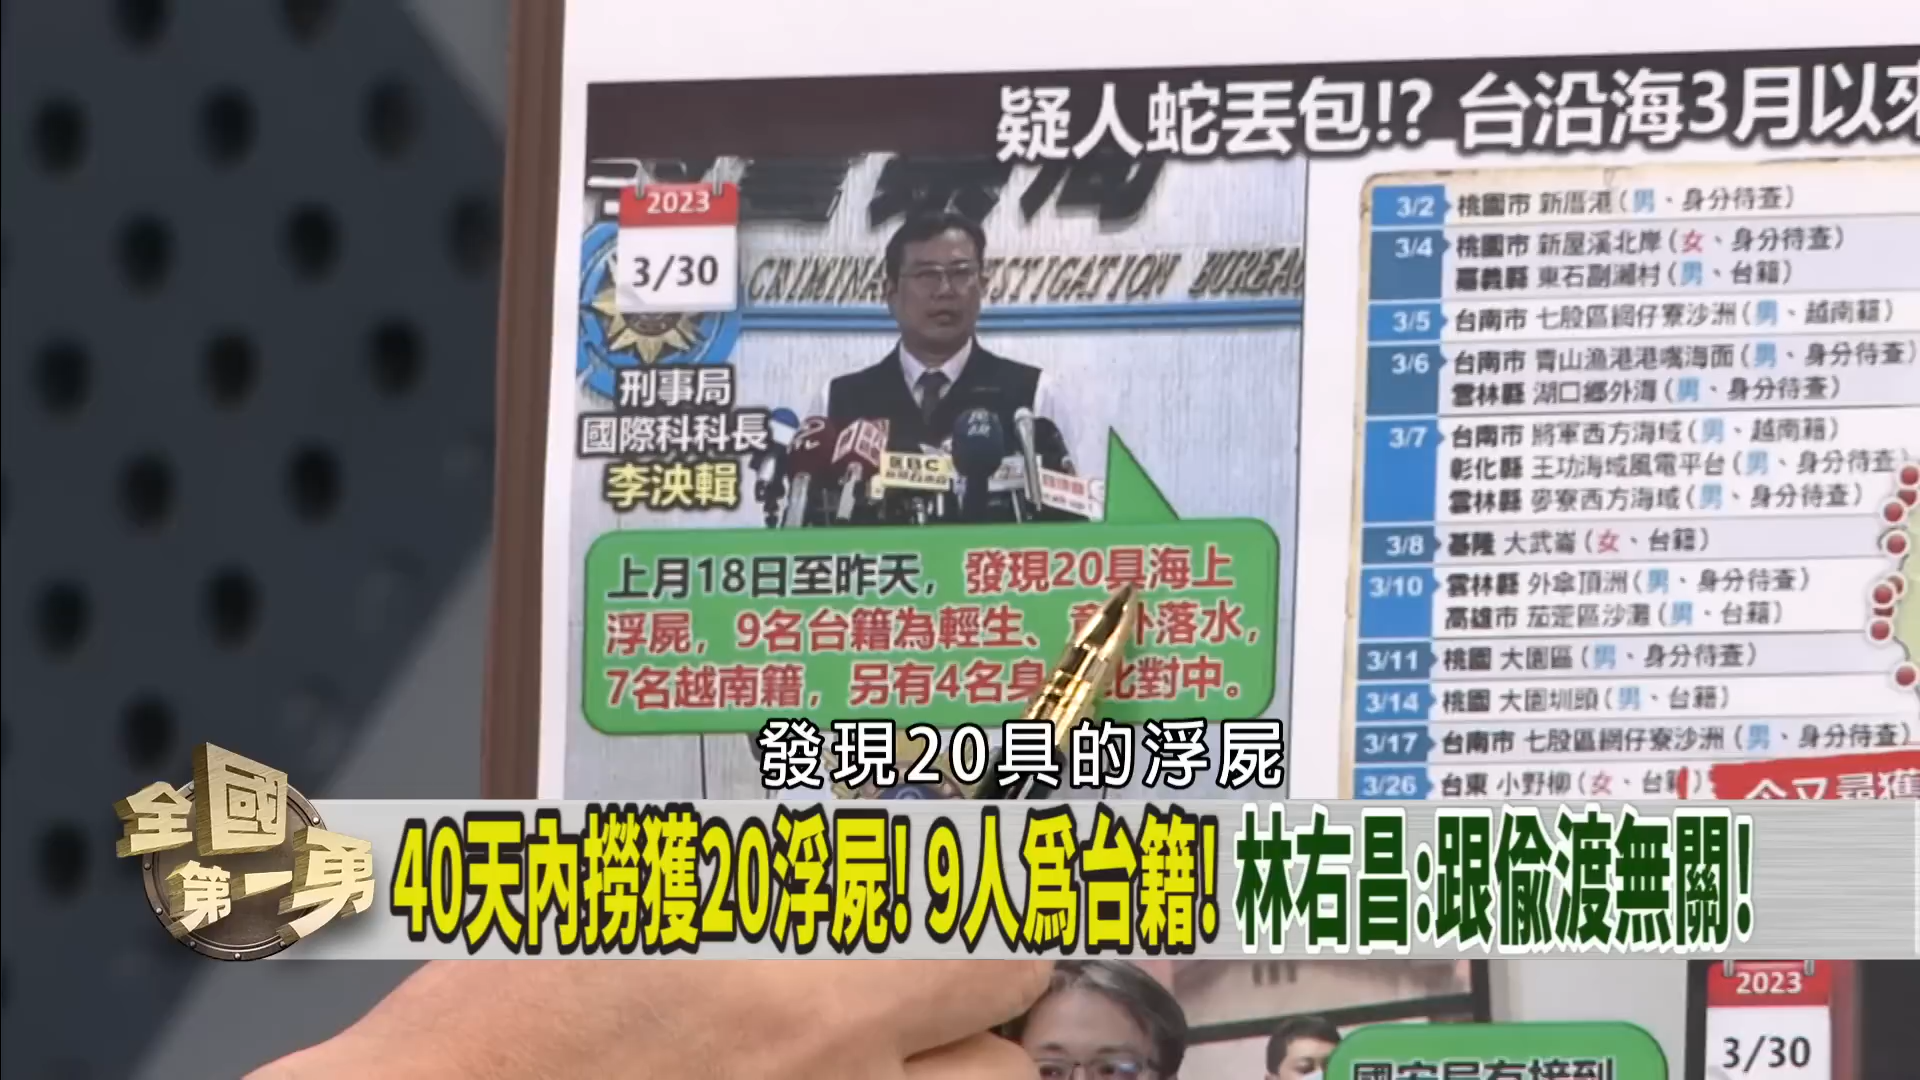 疑人蛇丟包!? 台沿海3月以來
2023
3/30
CRIMINAL INVESTIGATION BUREAU
刑事局
國際科科長
李泱輯
上月18日至昨天，發現20具海上
浮屍，9名台籍為輕生、意外落水，
7名越南籍，另有4名身 比對中。
3/2 桃園市 新厝港(男、身分待查)
3/4 桃園市 新屋溪北岸(女、身分待查)
嘉義縣 東石副瀨村(男、台籍)
3/5 台南市 七股區網仔寮沙洲(男、越南籍)
3/6 台南市 青山漁港港嘴海面(男、身分待查)
雲林縣 湖口鄉外海(男、身分待查)
3/7 台南市 將軍西方海域(男、越南籍)
彰化縣 王功海域風電平台(男、身分待查)
雲林縣 麥寮西方海域(男、身分待查)
3/8 基隆 大武崙(女、台籍)
3/10 雲林縣 外傘頂洲(男、身分待查)
高雄市 茄萣區沙灘(男、台籍)
3/11 桃園 大園區(男、身分待查)
3/14 桃園 大園圳頭(男、台籍)
3/17 台南市 七股區網仔寮沙洲(男、身分待查)
3/26 台東 小野柳(女、台籍)
今又尋獲
發現20具的浮屍
全國第一勇
40天內撈獲20浮屍! 9人爲台籍! 林右昌:跟偷渡無關!
2023
3/30
國安局有接到